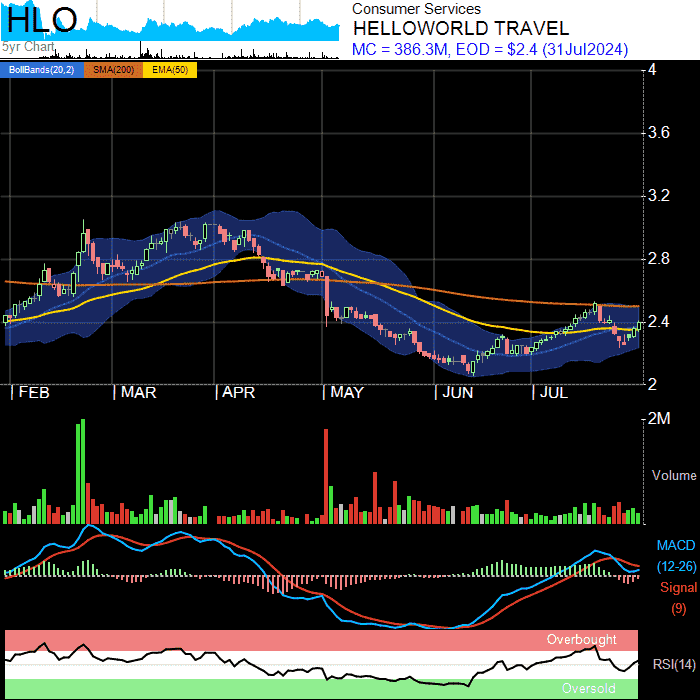 HLO
5yr Chart
Consumer Services
HELLOWORLD TRAVEL
MC = 386.3M, EOD = $2.4 (31Jul2024)
BollBands(20,2) SMA(200) EMA(50)
4
3.6
3.2
2.8
2.4
2
FEB MAR APR MAY JUN JUL
2M
Volume
MACD
(12-26)
Signal
(9)
Overbought
RSI(14)
Oversold